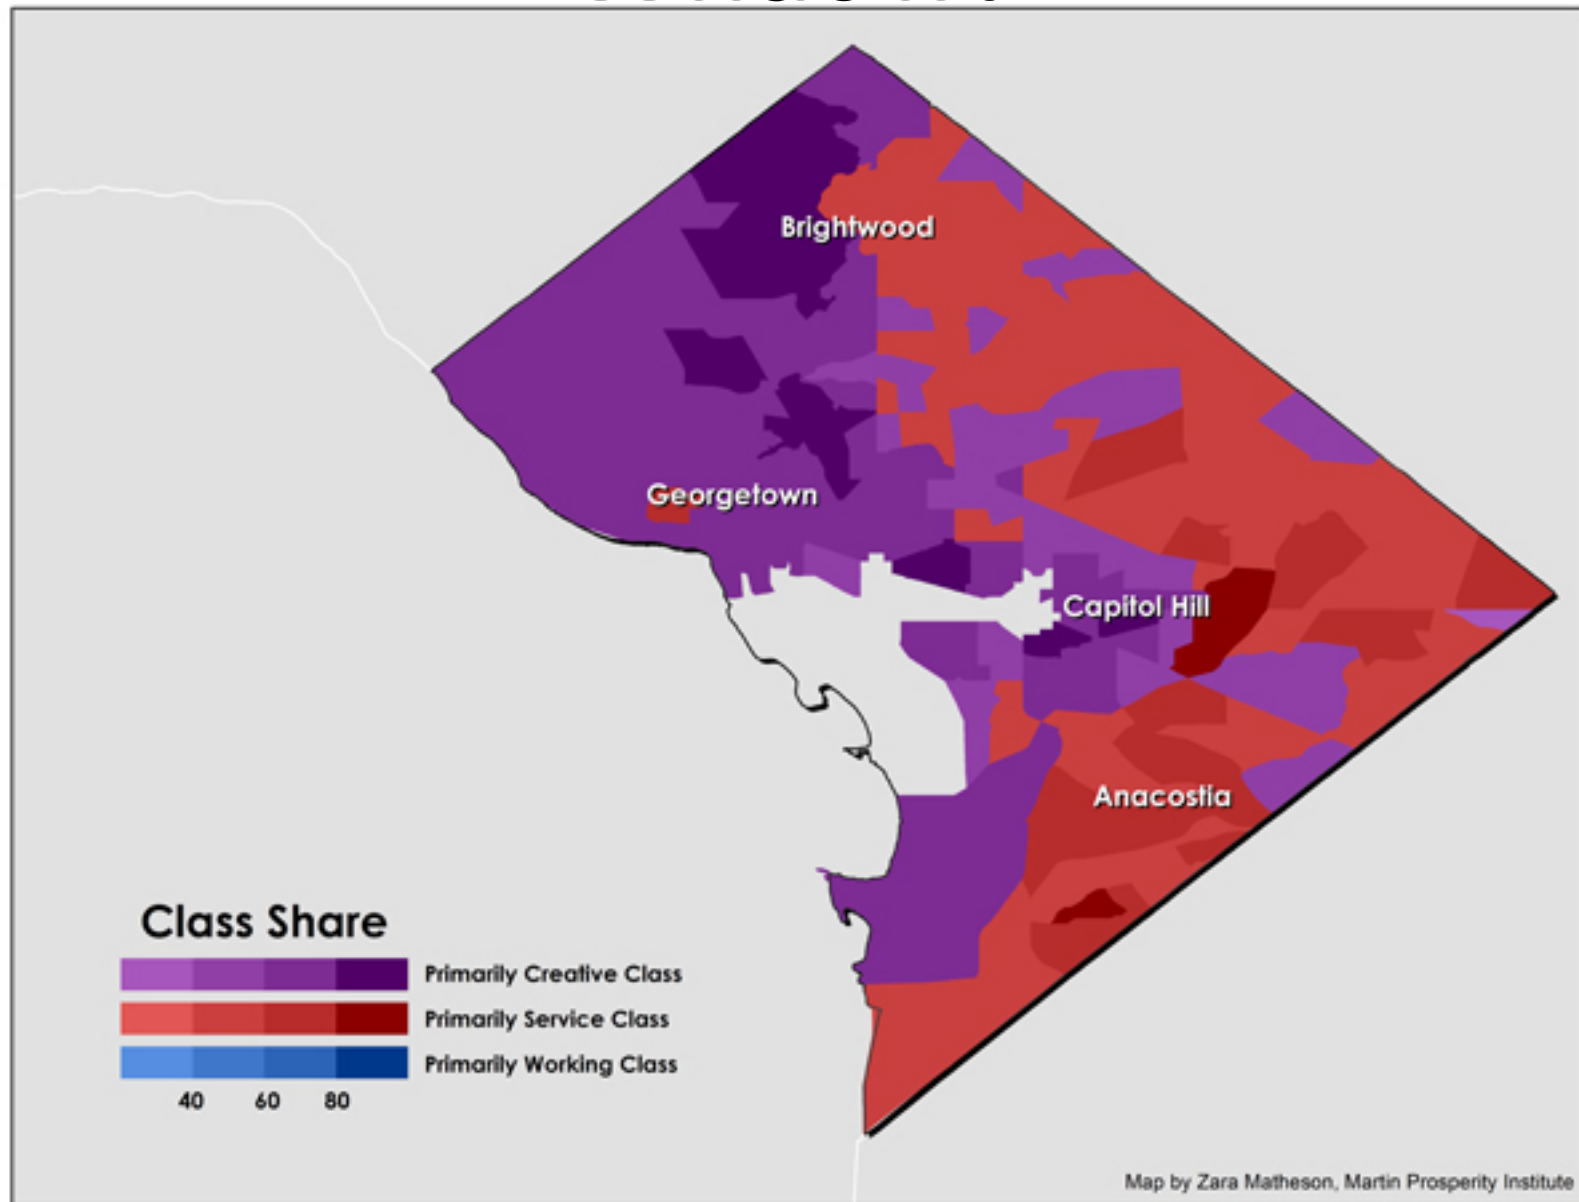 Brightwood
Georgetown
Capitol Hill
Anacostia
Class Share
Primarily Creative Class
Primarily Service Class
Primarily Working Class
40 60 80
Map by Zara Matheson, Martin Prosperity Institute